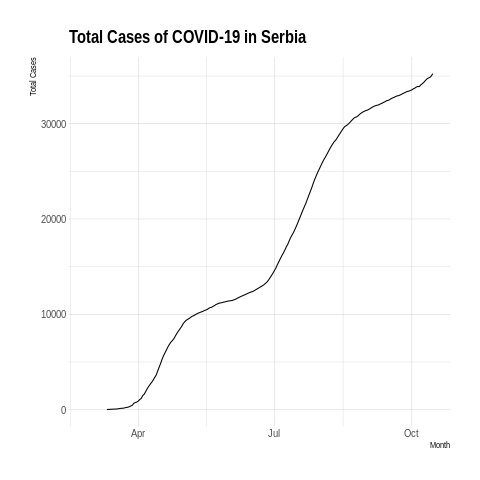 Total Cases of COVID-19 in Serbia
Total Cases
30000
20000
10000
0
Apr
Jul
Oct
Month